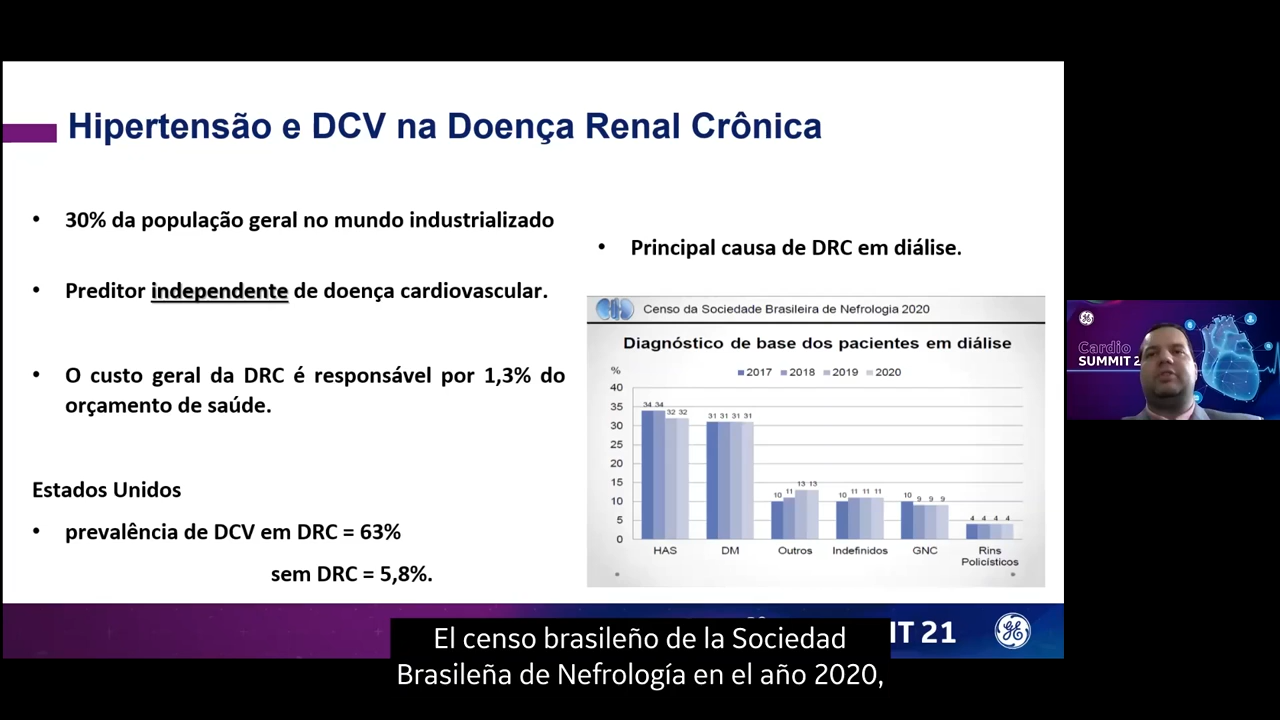 Hipertensão e DCV na Doença Renal Crônica
• 30% da população geral no mundo industrializado
• Preditor independente de doença cardiovascular.
• O custo geral da DRC é responsável por 1,3% do
orçamento de saúde.
Estados Unidos
• prevalência de DCV em DRC = 63%
sem DRC = 5,8%.
• Principal causa de DRC em diálise.
Censo da Sociedade Brasileira de Nefrologia 2020
Diagnóstico de base dos pacientes em diálise
%
2017 2018 2019 2020
40
35
30
25
20
15
10
5
0
34 34 32 32
31 31 31 31
10 11 13 13
10 11 11 11
10 9 9 9
4 4 4 4
HAS DM Outros Indefinidos GNC Rins
Policísticos
Cardio
SUMMIT 2
IT 21
El censo brasileño de la Sociedad
Brasileña de Nefrología en el año 2020,